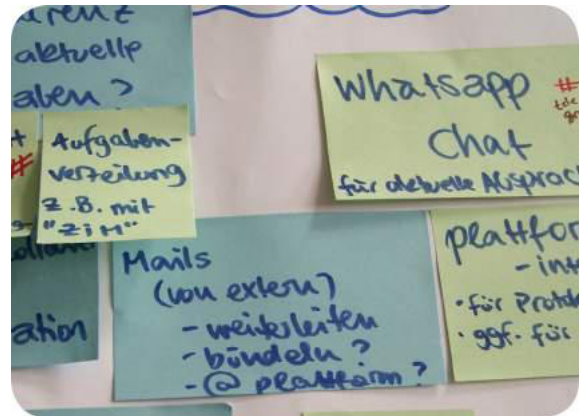 aktuelle
aben?
Aufgaben-
verteilung
z.B. mit
"ZiM"
whatsapp #
Chat
für aktuelle Absprach
Mails
(von extern)
- weiterleiten
- bündeln?
- @ plattform?
plattfor
- int
• für Proto
• ggf. für
ation